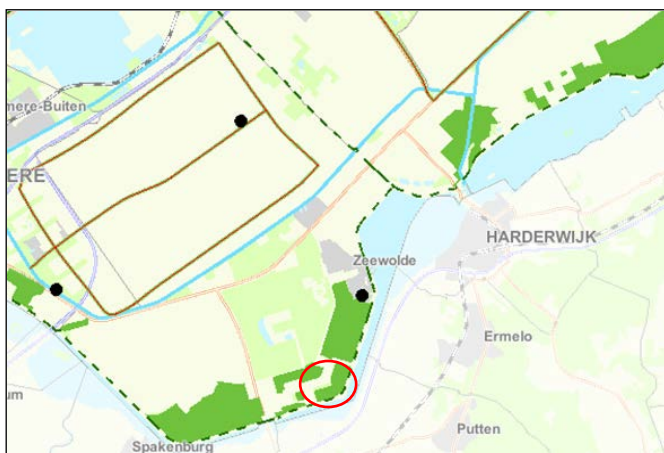 mere-Buiten
ERE
HARDERWIJK
Zeewolde
Ermelo
um
Putten
Spakenburg